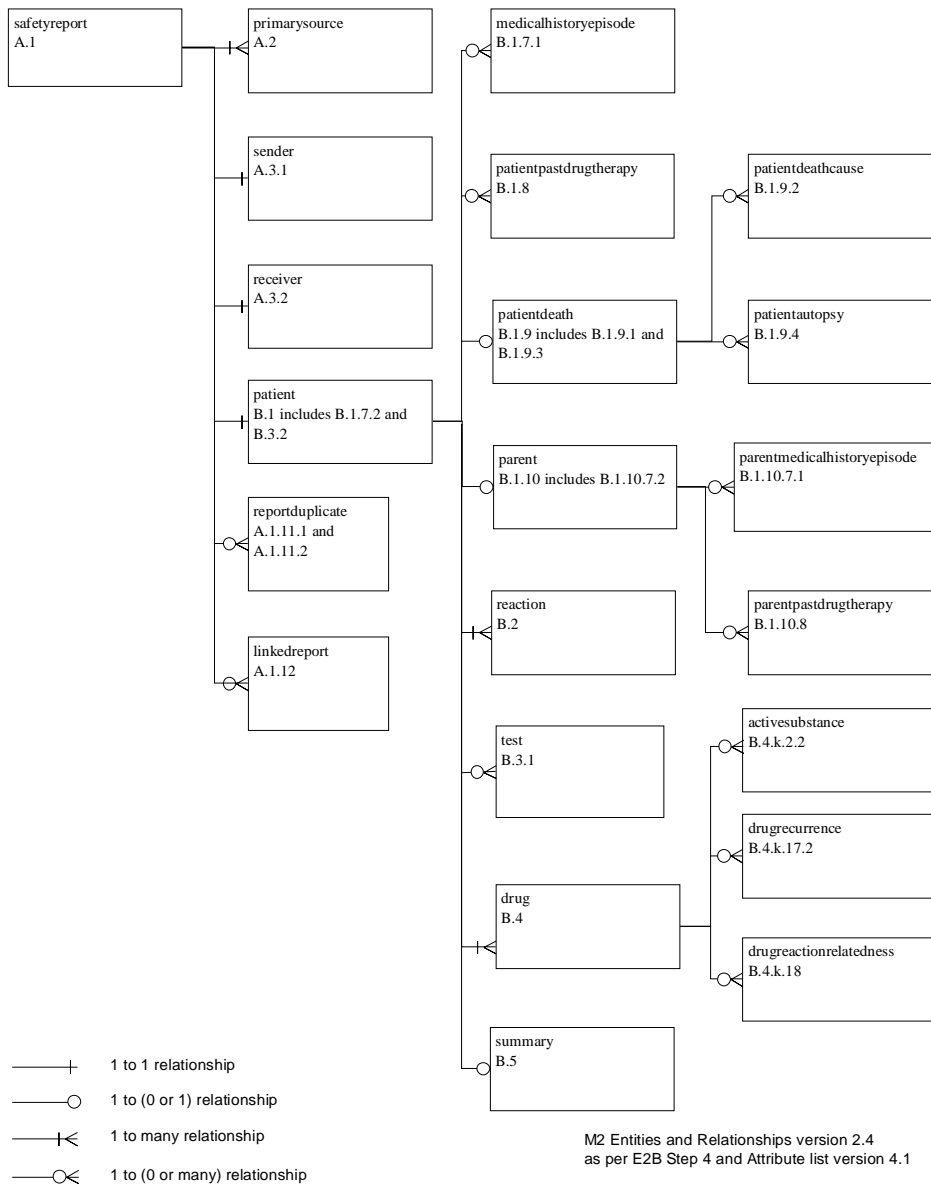 safetyreport
A.1
primarysource
A.2
sender
A.3.1
receiver
A.3.2
patient
B.1 includes B.1.7.2 and
B.3.2
reportduplicate
A.1.11.1 and
A.1.11.2
linkedreport
A.1.12
medicalhistoryepisode
B.1.7.1
patientpastdrugtherapy
B.1.8
patientdeath
B.1.9 includes B.1.9.1 and
B.1.9.3
parent
B.1.10 includes B.1.10.7.2
reaction
B.2
test
B.3.1
drug
B.4
summary
B.5
patientdeathcause
B.1.9.2
patientautopsy
B.1.9.4
parentmedicalhistoryepisode
B.1.10.7.1
parentpastdrugtherapy
B.1.10.8
activesubstance
B.4.k.2.2
drugrecurrence
B.4.k.17.2
drugreactionrelatedness
B.4.k.18
1 to 1 relationship
1 to (0 or 1) relationship
1 to many relationship
1 to (0 or many) relationship
M2 Entities and Relationships version 2.4
as per E2B Step 4 and Attribute list version 4.1